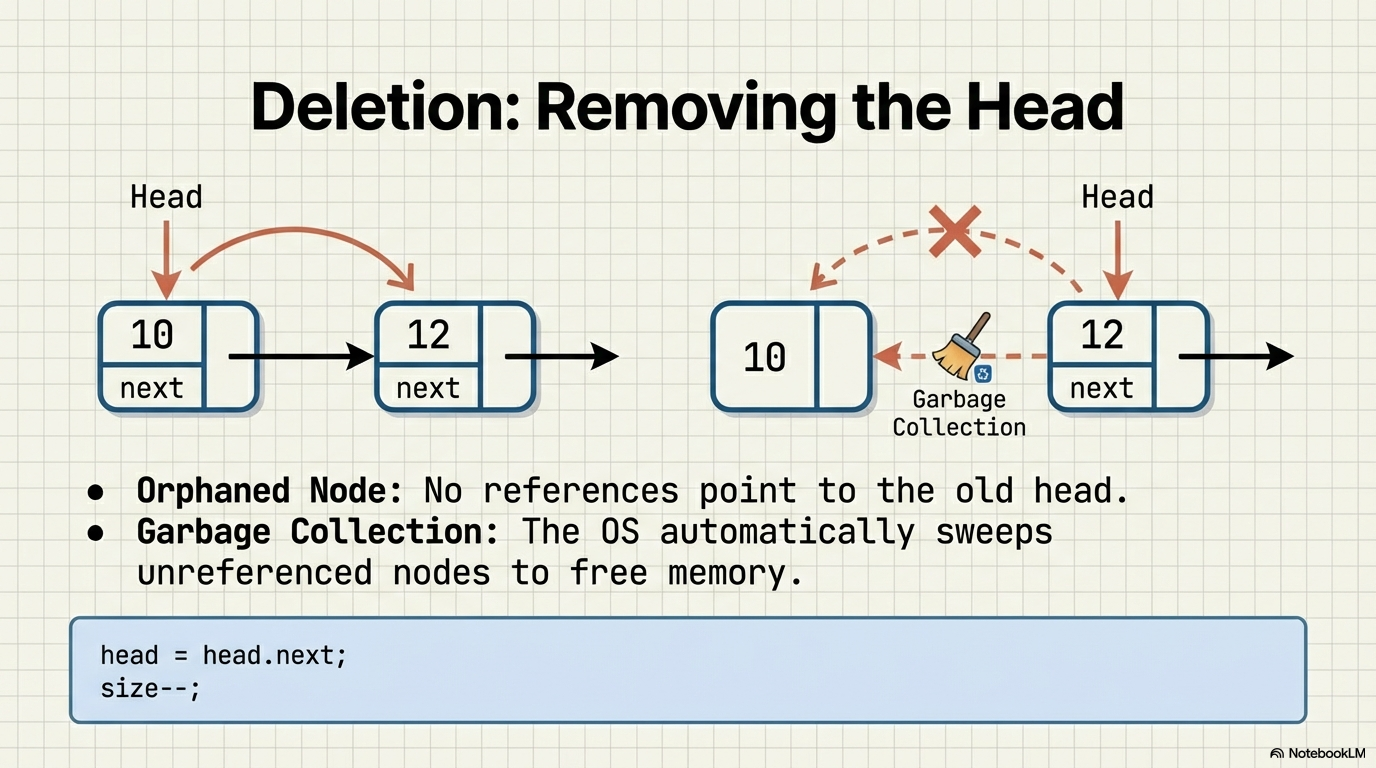 Deletion: Removing the Head
Head
10
next
12
next
Head
10
Garbage
Collection
12
next
● Orphaned Node: No references point to the old head.
● Garbage Collection: The OS automatically sweeps
unreferenced nodes to free memory.
head = head.next;
size--;
NotebookLM